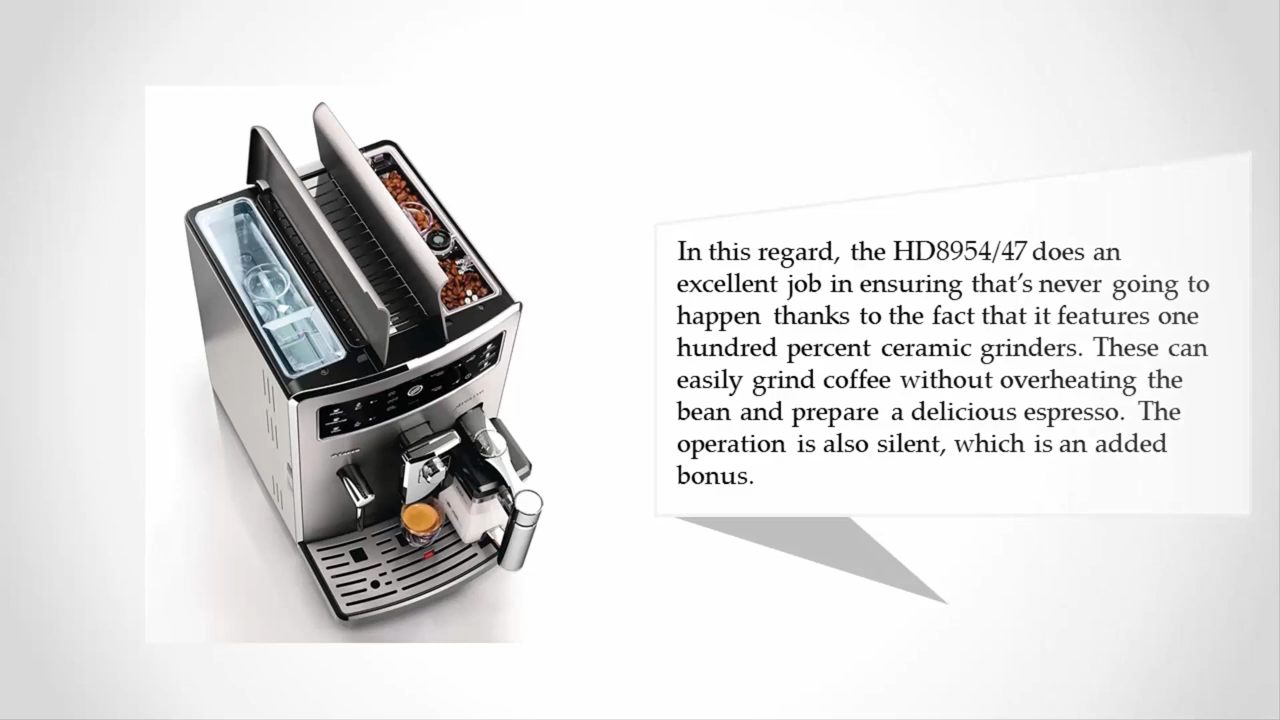 In this regard, the HD8954/47 does an
excellent job in ensuring that's never going to
happen thanks to the fact that it features one
hundred percent ceramic grinders. These can
easily grind coffee without overheating the
bean and prepare a delicious espresso. The
operation is also silent, which is an added
bonus.